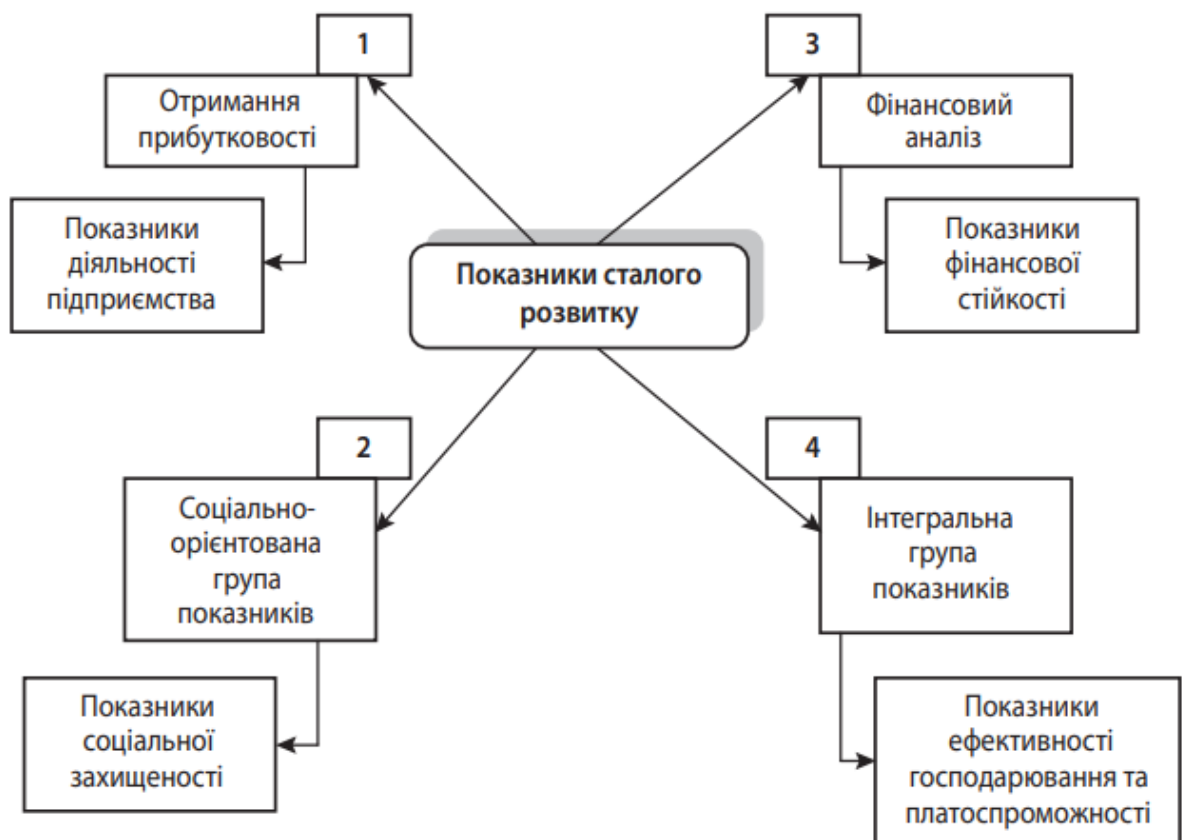 1
Отримання
прибутковості
Показники
діяльності
підприємства
3
Фінансовий
аналіз
Показники
фінансової
стійкості
Показники сталого
розвитку
2
Соціально-
орієнтована
група
показників
Показники
соціальної
захищеності
4
Інтегральна
група
показників
Показники
ефективності
господарювання та
платоспроможності